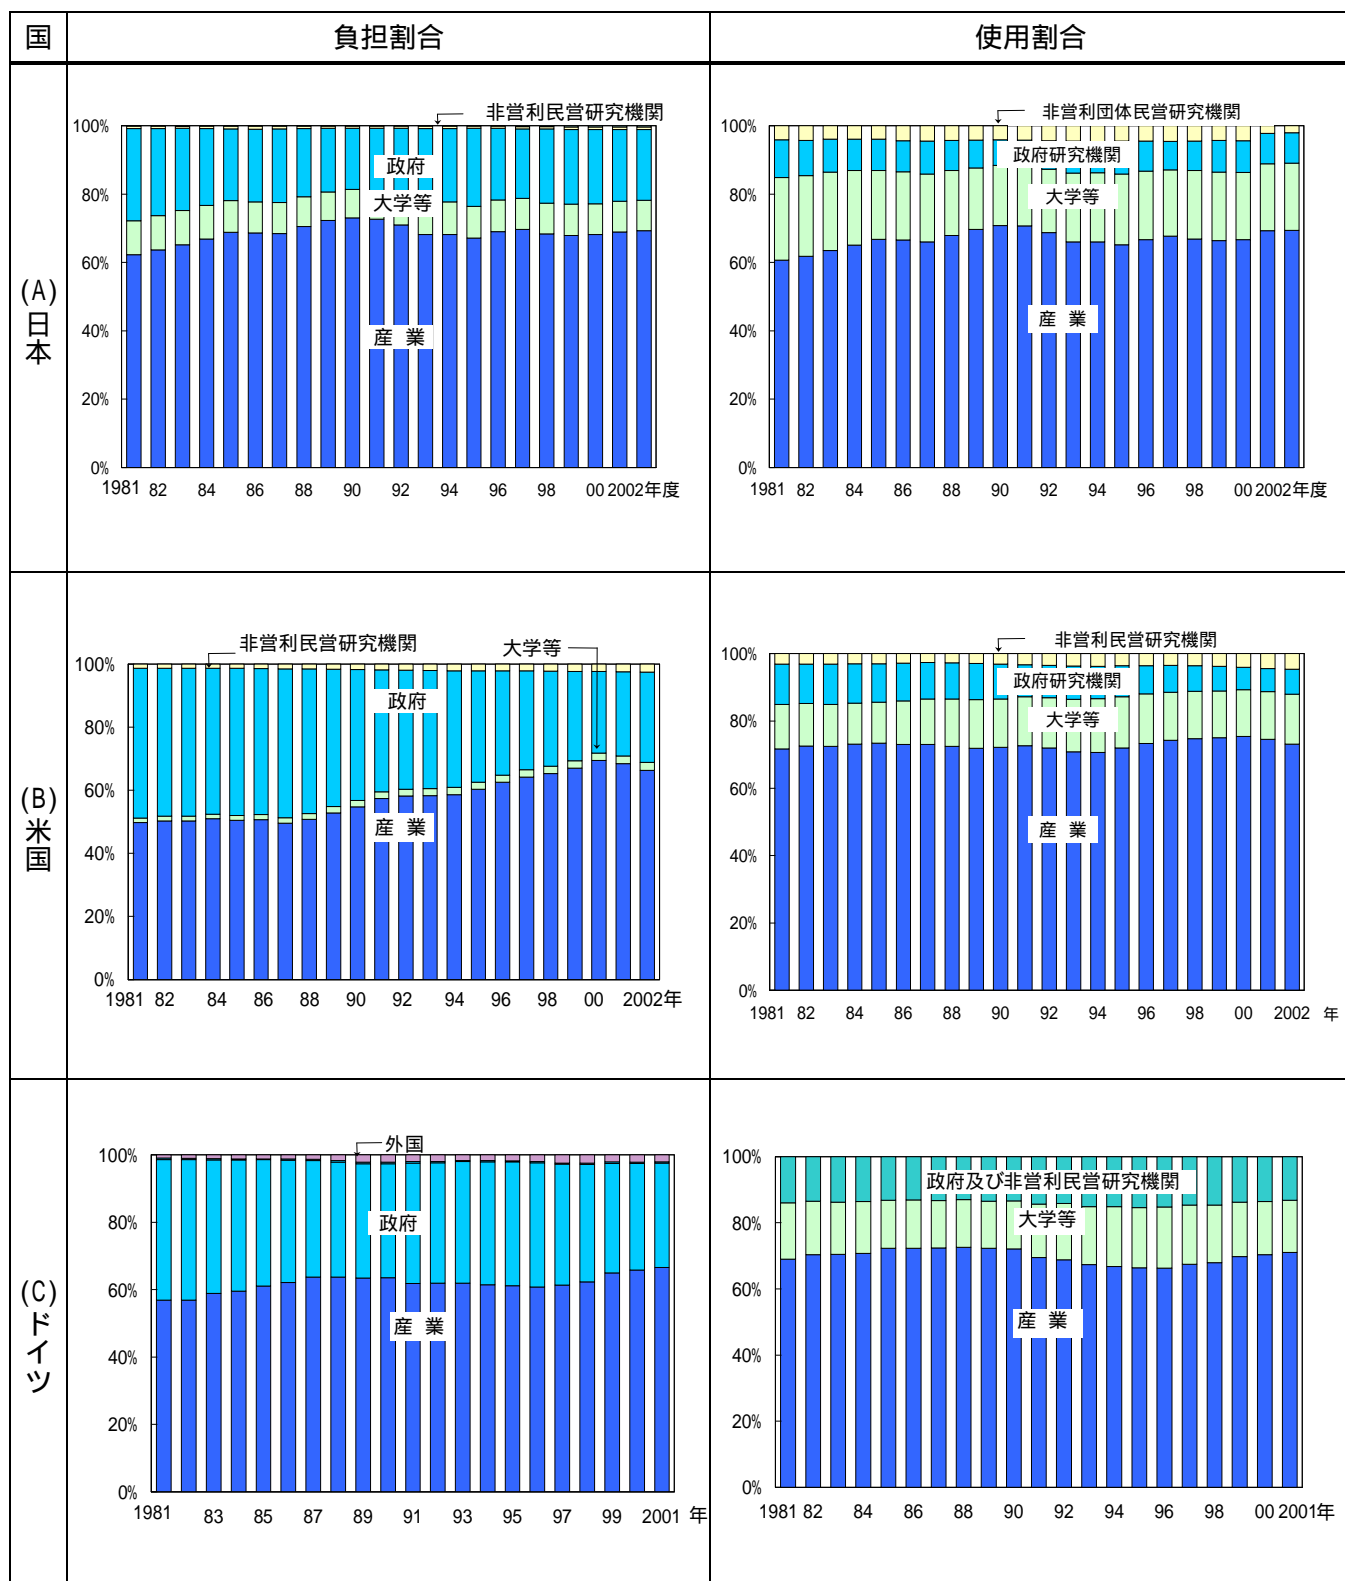 国
負担割合
使用割合
(A)日本
非営利民営研究機関
100%
80%
60%
40%
20%
0%
政府
大学等
産 業
1981 82 84 86 88 90 92 94 96 98 00 2002年度
非営利団体民営研究機関
100%
80%
60%
40%
20%
0%
政府研究機関
大学等
産 業
1981 82 84 86 88 90 92 94 96 98 00 2002年度
(B)米国
非営利民営研究機関
大学等
100%
80%
60%
40%
20%
0%
政府
産 業
1981 82 84 86 88 90 92 94 96 98 00 2002年
非営利民営研究機関
100%
80%
60%
40%
20%
0%
政府研究機関
大学等
産 業
1981 82 84 86 88 90 92 94 96 98 00 2002 年
(C)ドイツ
外国
100%
80%
60%
40%
20%
0%
政府
産 業
1981 83 85 87 89 91 93 95 97 99 2001 年
100%
80%
60%
40%
20%
0%
政府及び非営利民営研究機関
大学等
産 業
1981 82 84 86 88 90 92 94 96 98 00 2001年